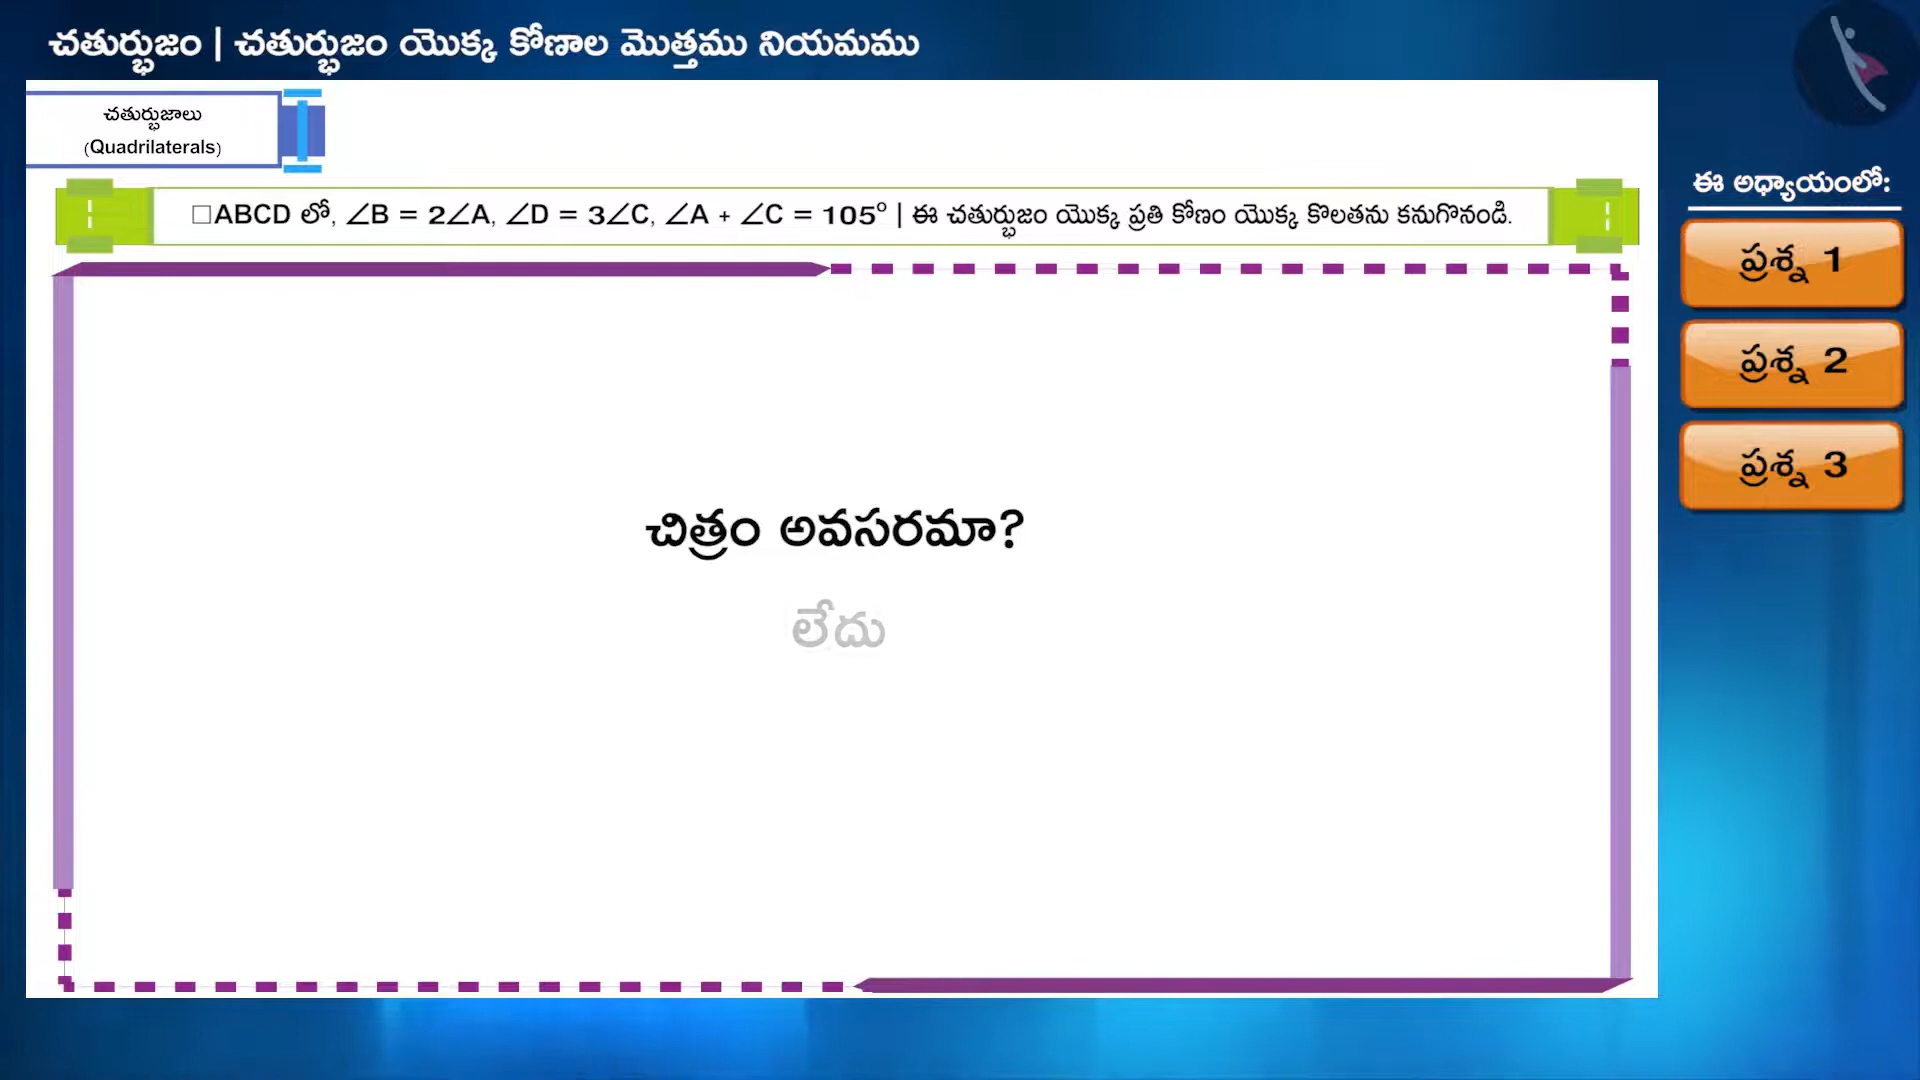 చతుర్భుజం | చతుర్భుజం యొక్క కోణాల మొత్తము నియమము
చతుర్భుజాలు
(Quadrilaterals)
□ABCD లో, ∠B = 2∠A, ∠D = 3∠C, ∠A + ∠C = 105° | ఈ చతుర్భుజం యొక్క ప్రతి కోణం యొక్క కొలతను కనుగొనండి.
చిత్రం అవసరమా?
లేదు
ఈ అధ్యాయంలో:
ప్రశ్న 1
ప్రశ్న 2
ప్రశ్న 3